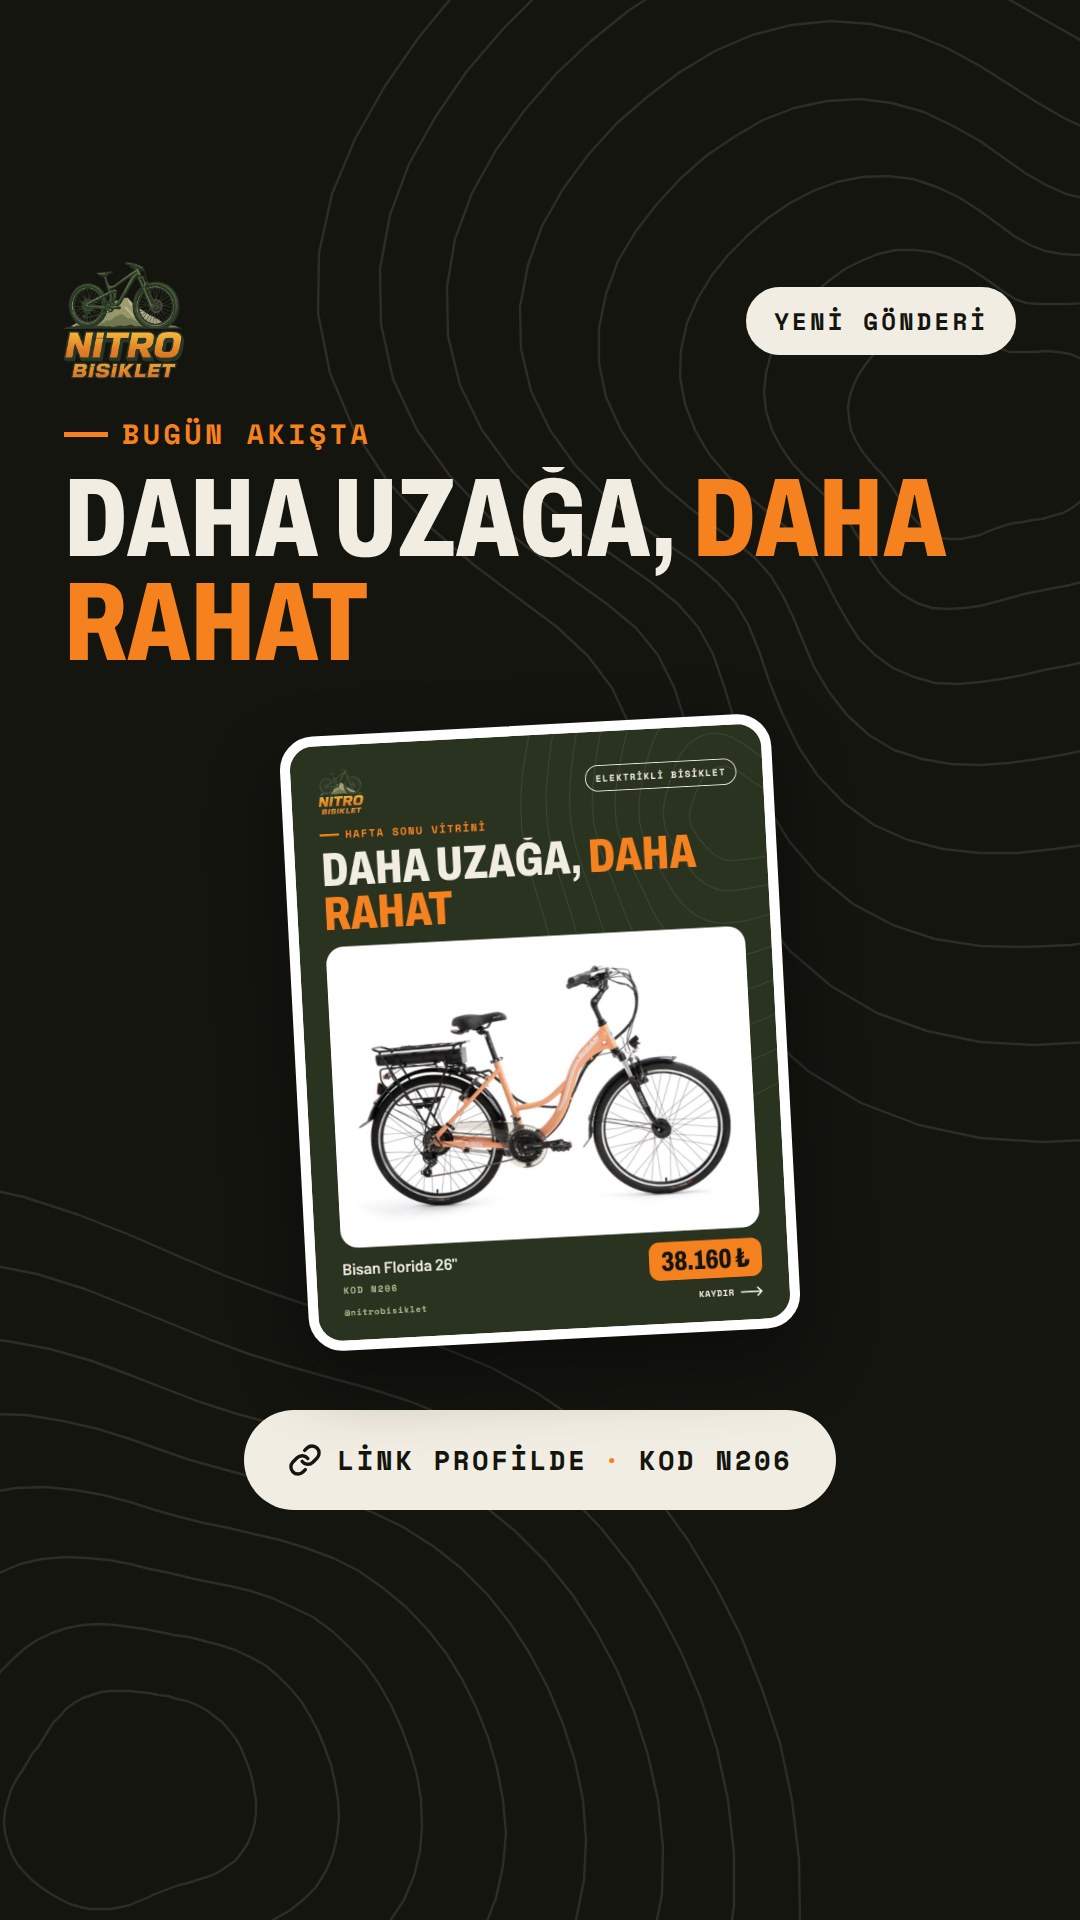 NiTRO
BiSiKLET
YENİ GÖNDERİ
BUGÜN AKIŞTA
DAHA UZAĞA, DAHA
RAHAT
NiTRO
BiSiKLET
ELEKTRİKLİ BİSİKLET
HAFTA SONU VİTRİNİ
DAHA UZAĞA, DAHA
RAHAT
Bisan Florida 26"
38.160 ₺
KOD N206
KAYDIR
@nitrobisiklet
LİNK PROFİLDE · KOD N206